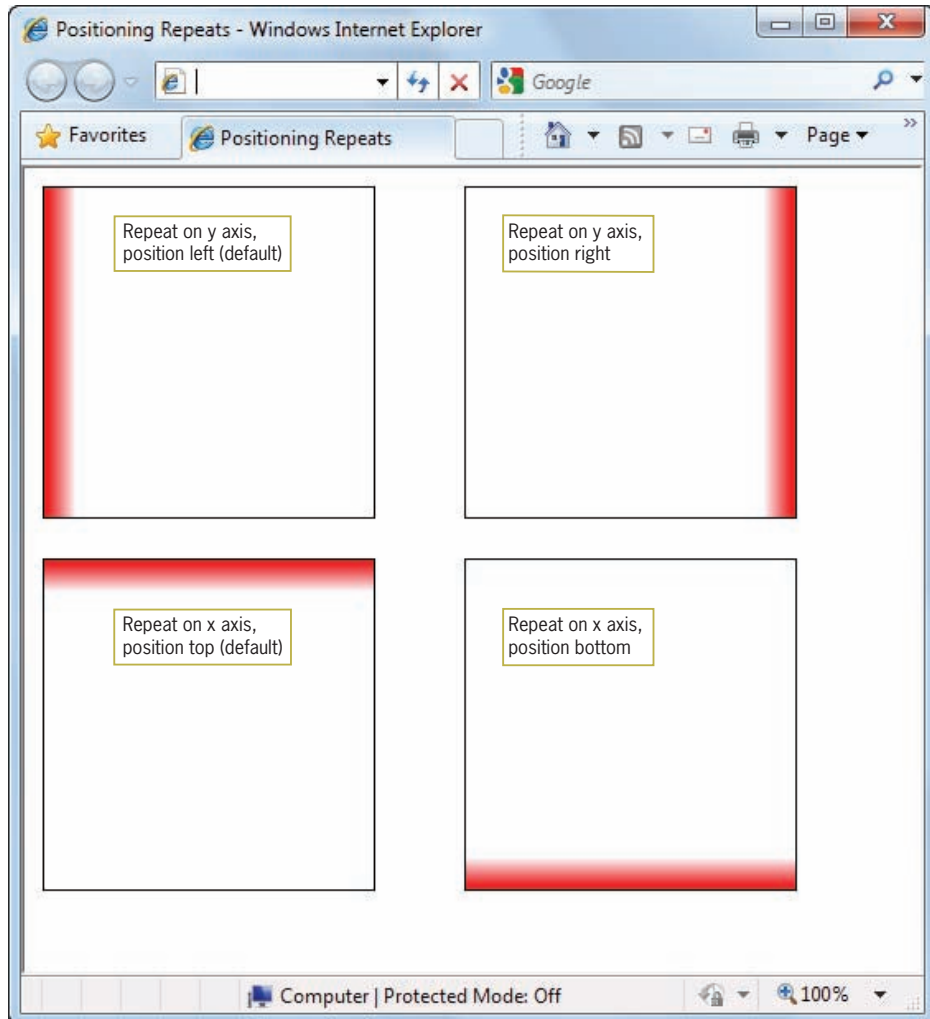 Positioning Repeats - Windows Internet Explorer
Google
Favorites
Positioning Repeats
Page
Repeat on y axis,
position left (default)
Repeat on y axis,
position right
Repeat on x axis,
position top (default)
Repeat on x axis,
position bottom
Computer | Protected Mode: Off
100%